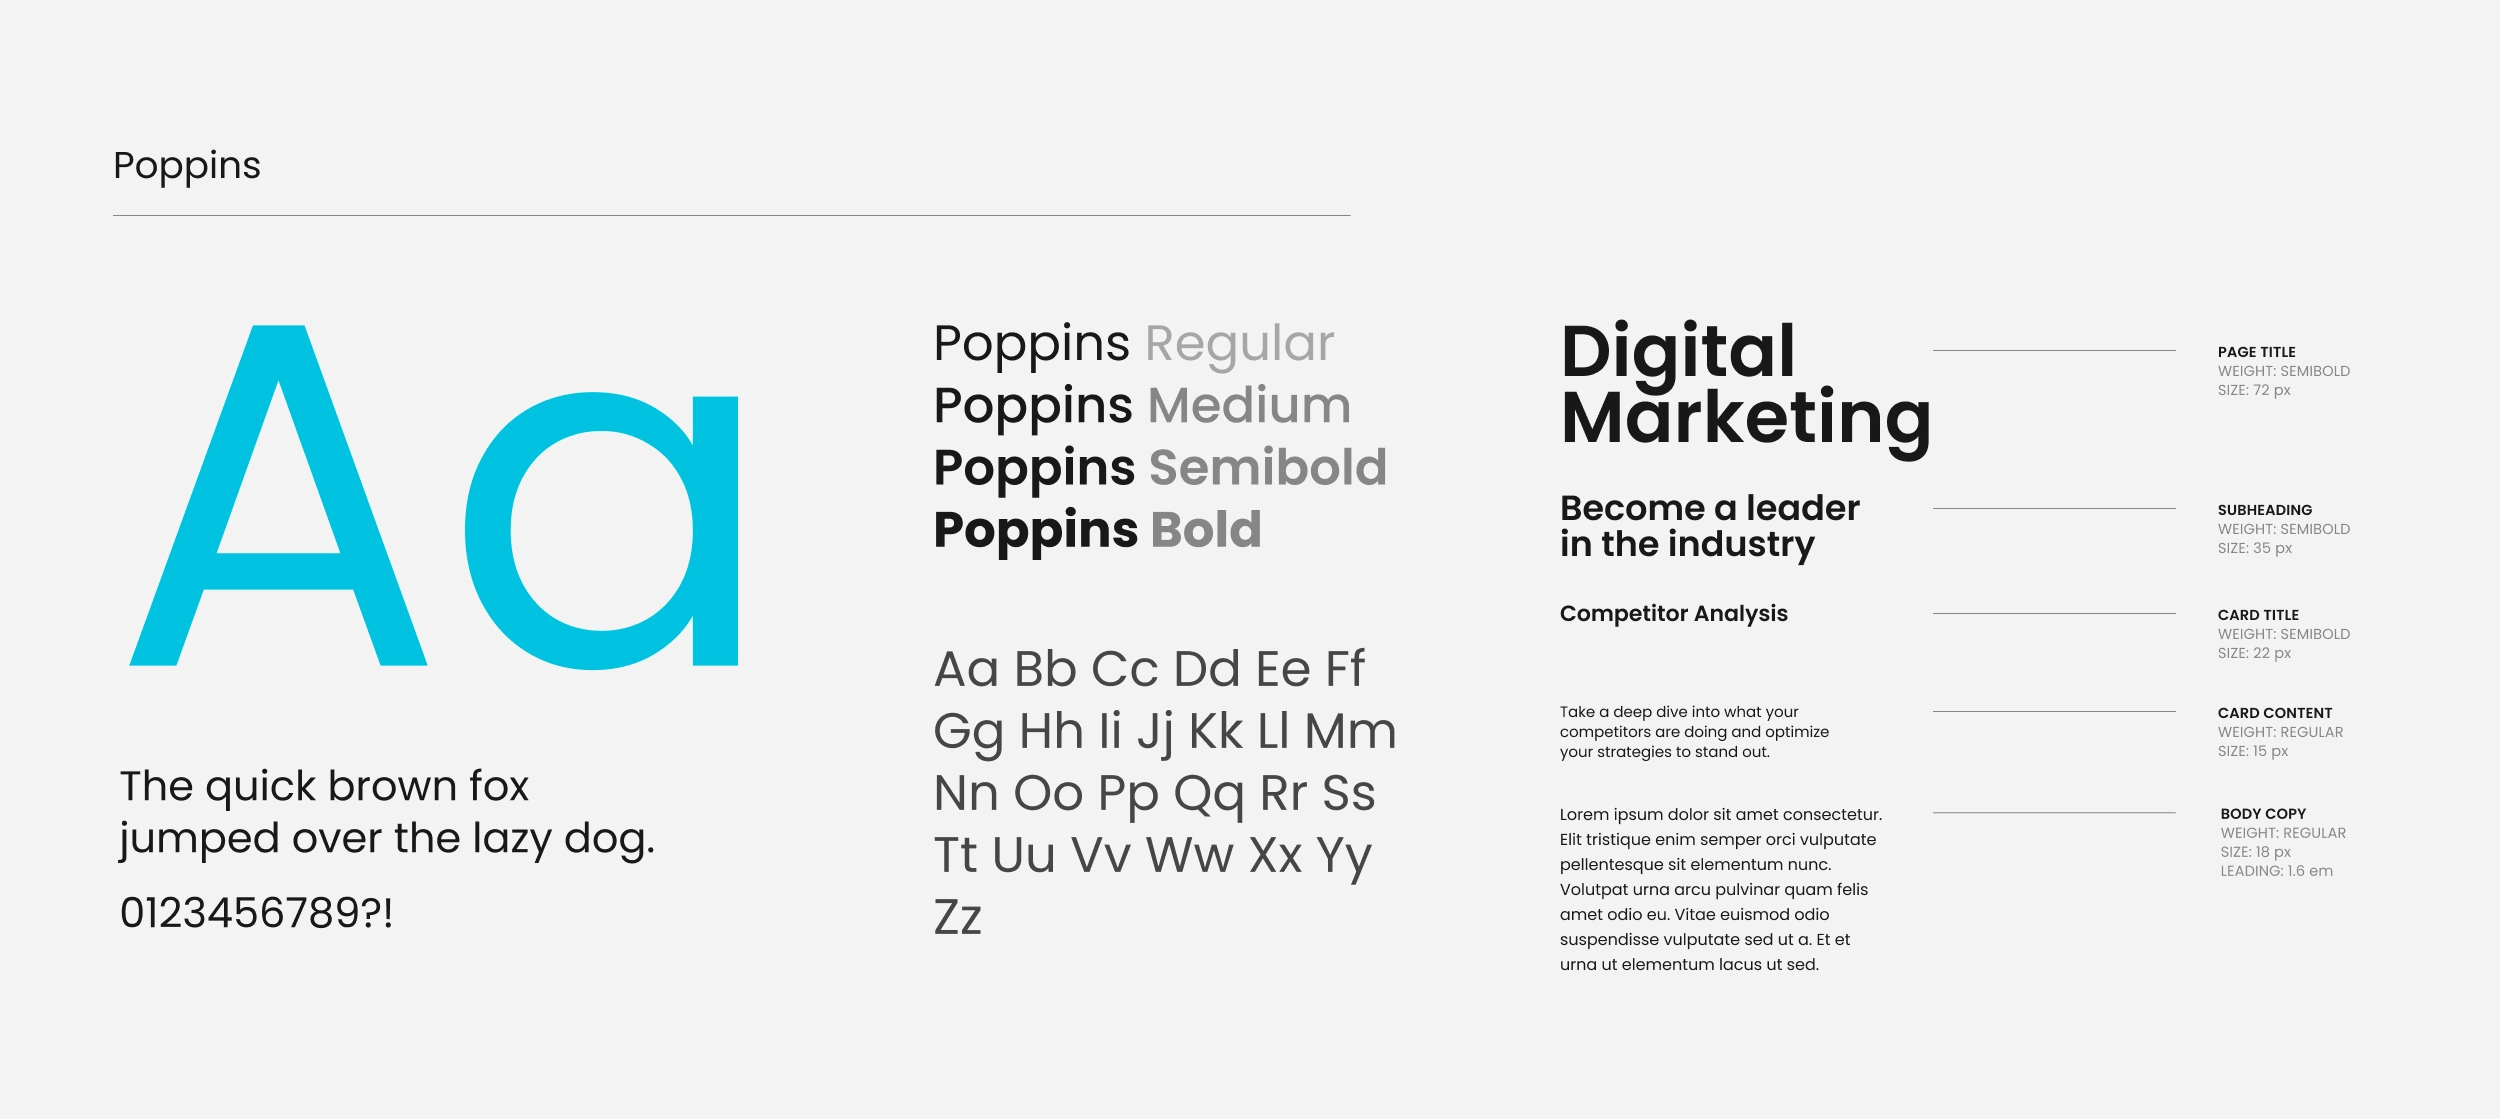 Poppins
Aa
The quick brown fox
jumped over the lazy dog.
0123456789?!
Poppins Regular
Poppins Medium
Poppins Semibold
Poppins Bold
Aa Bb Cc Dd Ee Ff
Gg Hh Ii Jj Kk Ll Mm
Nn Oo Pp Qq Rr Ss
Tt Uu Vv Ww Xx Yy
Zz
Digital
Marketing
PAGE TITLE
WEIGHT: SEMIBOLD
SIZE: 72 px
Become a leader
in the industry
SUBHEADING
WEIGHT: SEMIBOLD
SIZE: 35 px
Competitor Analysis
CARD TITLE
WEIGHT: SEMIBOLD
SIZE: 22 px
Take a deep dive into what your
competitors are doing and optimize
your strategies to stand out.
CARD CONTENT
WEIGHT: REGULAR
SIZE: 15 px
Lorem ipsum dolor sit amet consectetur.
Elit tristique enim semper orci vulputate
pellentesque sit elementum nunc.
Volutpat urna arcu pulvinar quam felis
amet odio eu. Vitae euismod odio
suspendisse vulputate sed ut a. Et et
urna ut elementum lacus ut sed.
BODY COPY
WEIGHT: REGULAR
SIZE: 18 px
LEADING: 1.6 em